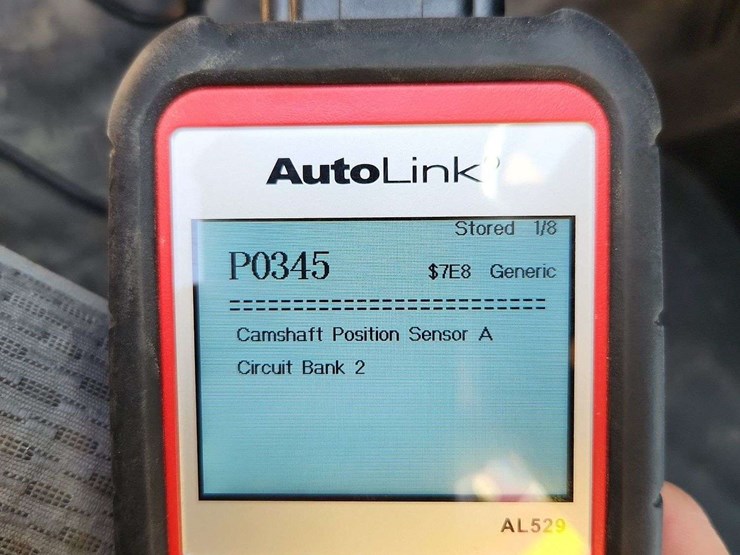 AutoLink
Stored 1/8
P0345 $7E8 Generic
==============================
Camshaft Position Sensor A
Circuit Bank 2
AL529